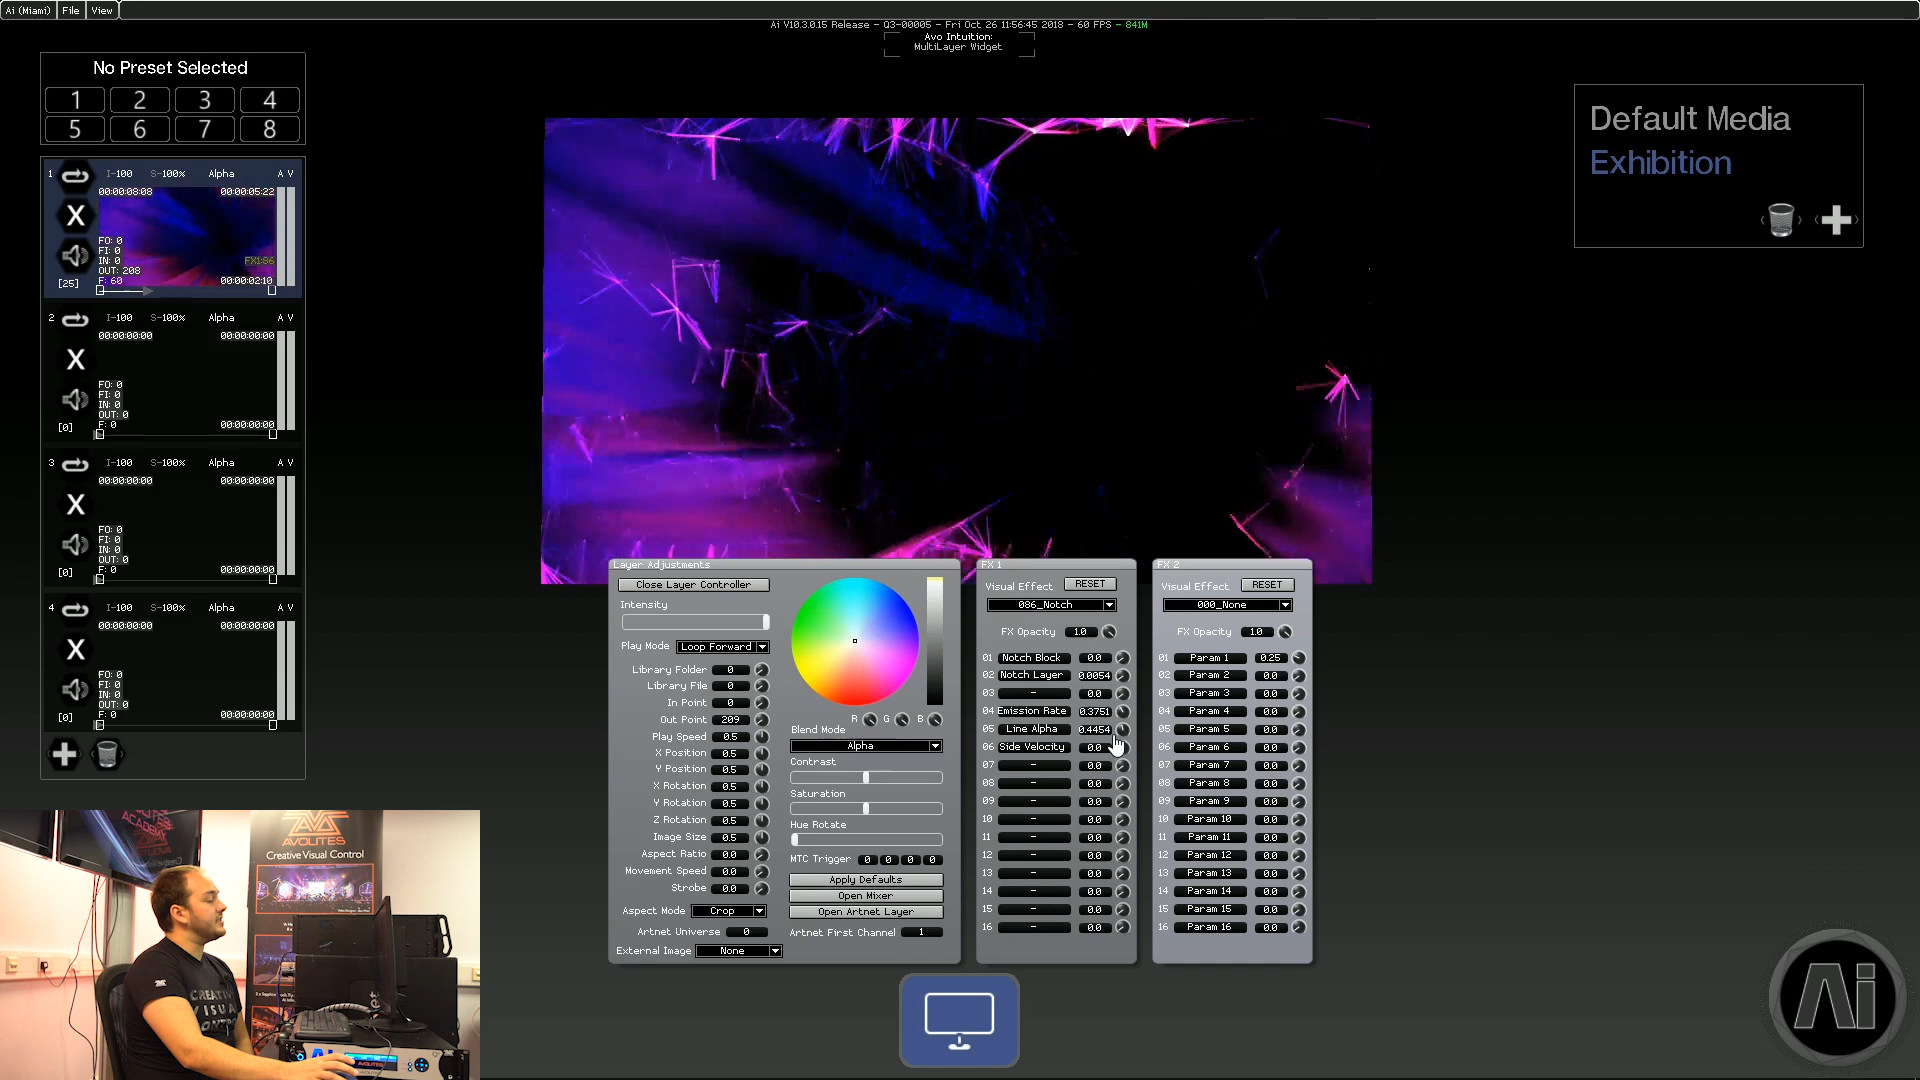 Ai (Miami) File View
Ai V10.3.0.15 Release - Q3-00005 - Fri Oct 26 11:56:45 2018 - 60 FPS - 841M
Avo Intuition:
MultiLayer Widget
No Preset Selected
1 2 3 4
5 6 7 8
1 I-100 S-100% Alpha A V
00:00:08:08 00:00:05:22
X
FO: 0
FI: 0
IN: 0
FX1:86
OUT: 208
F: 60 00:00:02:10
[25]
2 I-100 S-100% Alpha A V
00:00:00:00 00:00:00:00
X
FO: 0
FI: 0
IN: 0
OUT: 0
F: 0 00:00:00:00
[0]
3 I-100 S-100% Alpha A V
00:00:00:00 00:00:00:00
X
FO: 0
FI: 0
IN: 0
OUT: 0
F: 0 00:00:00:00
[0]
4 I-100 S-100% Alpha A V
00:00:00:00 00:00:00:00
X
FO: 0
FI: 0
IN: 0
OUT: 0
F: 0 00:00:00:00
[0]
Default Media
Exhibition
Layer Adjustments
Close Layer Controller
Intensity
Play Mode Loop Forward
Library Folder 0
Library File 0
In Point 0
Out Point 209
Play Speed 0.5
X Position 0.5
Y Position 0.5
X Rotation 0.5
Y Rotation 0.5
Z Rotation 0.5
Image Size 0.5
Aspect Ratio 0.0
Movement Speed 0.0
Strobe 0.0
Aspect Mode Crop
Artnet Universe 0
External Image None
R G B
Blend Mode
Alpha
Contrast
Saturation
Hue Rotate
MTC Trigger 0 0 0 0
Apply Defaults
Open Mixer
Open Artnet Layer
Artnet First Channel 1
FX 1
Visual Effect RESET
086_Notch
FX Opacity 1.0
01 Notch Block 0.0
02 Notch Layer 0.0054
03 - 0.0
04 Emission Rate 0.3751
05 Line Alpha 0.4454
06 Side Velocity 0.0
07 - 0.0
08 - 0.0
09 - 0.0
10 - 0.0
11 - 0.0
12 - 0.0
13 - 0.0
14 - 0.0
15 - 0.0
16 - 0.0
FX 2
Visual Effect RESET
000_None
FX Opacity 1.0
01 Param 1 0.25
02 Param 2 0.0
03 Param 3 0.0
04 Param 4 0.0
05 Param 5 0.0
06 Param 6 0.0
07 Param 7 0.0
08 Param 8 0.0
09 Param 9 0.0
10 Param 10 0.0
11 Param 11 0.0
12 Param 12 0.0
13 Param 13 0.0
14 Param 14 0.0
15 Param 15 0.0
16 Param 16 0.0
AVOLITES
Creative Visual Control
CREATIVE
VISUAL
CONTROL
Ai